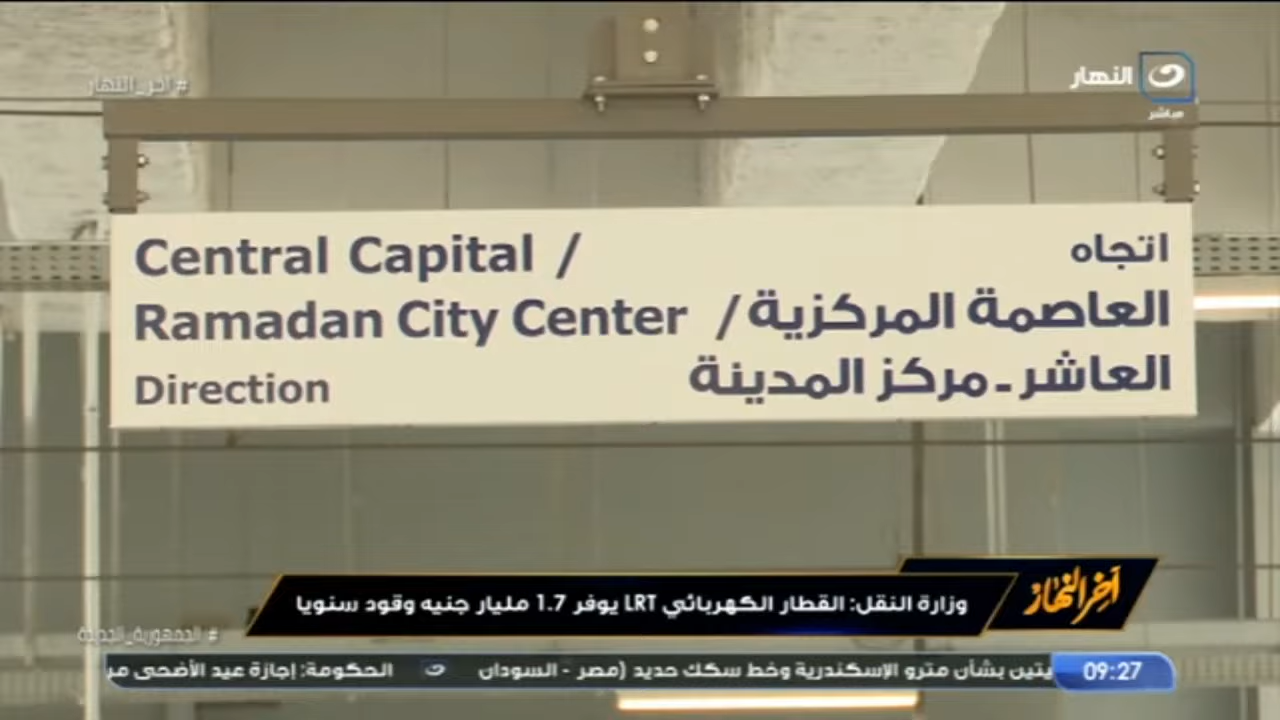 #آخر_النهار
النهار
مباشر
Central Capital /
Ramadan City Center /
Direction
اتجاه
العاصمة المركزية
العاشر - مركز المدينة
آخر النهار
وزارة النقل: القطار الكهربائي LRT يوفر 1.7 مليار جنيه وقود سنويا
#الجمهورية_الجديدة
09:27
بشأن مترو الإسكندرية وخط سكك حديد (مصر - السودان
الحكومة: إجازة عيد الأضحى